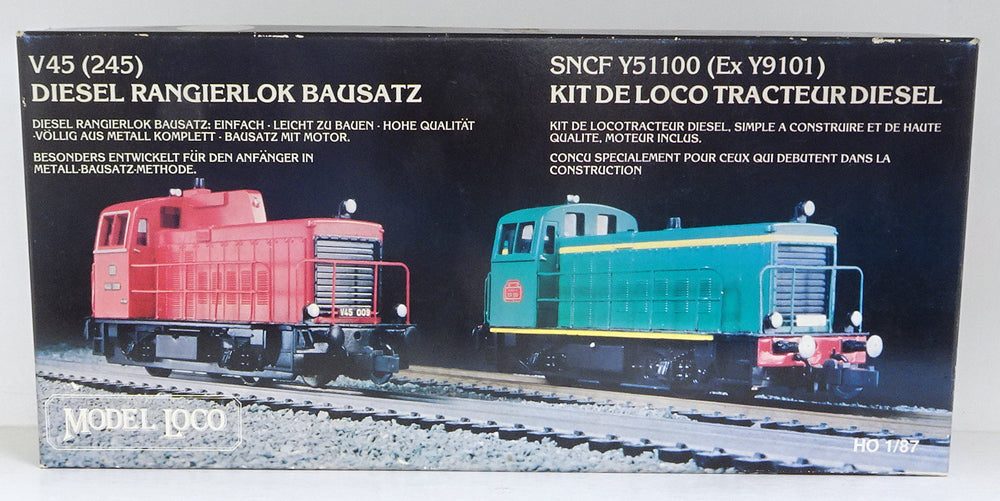 V45 (245)
DIESEL RANGIERLOK BAUSATZ
DIESEL RANGIERLOK BAUSATZ: EINFACH · LEICHT ZU BAUEN · HOHE QUALITÄT
·VÖLLIG AUS METALL KOMPLETT · BAUSATZ MIT MOTOR.
BESONDERS ENTWICKELT FÜR DEN ANFÄNGER IN
METALL-BAUSATZ-METHODE.
SNCF Y51100 (Ex Y9101)
KIT DE LOCO TRACTEUR DIESEL
KIT DE LOCOTRACTEUR DIESEL, SIMPLE A CONSTRUIRE ET DE HAUTE
QUALITE, MOTEUR INCLUS.
CONCU SPECIALEMENT POUR CEUX QUI DEBUTENT DANS LA
CONSTRUCTION
V45 009
MODEL LOCO
HO 1/87